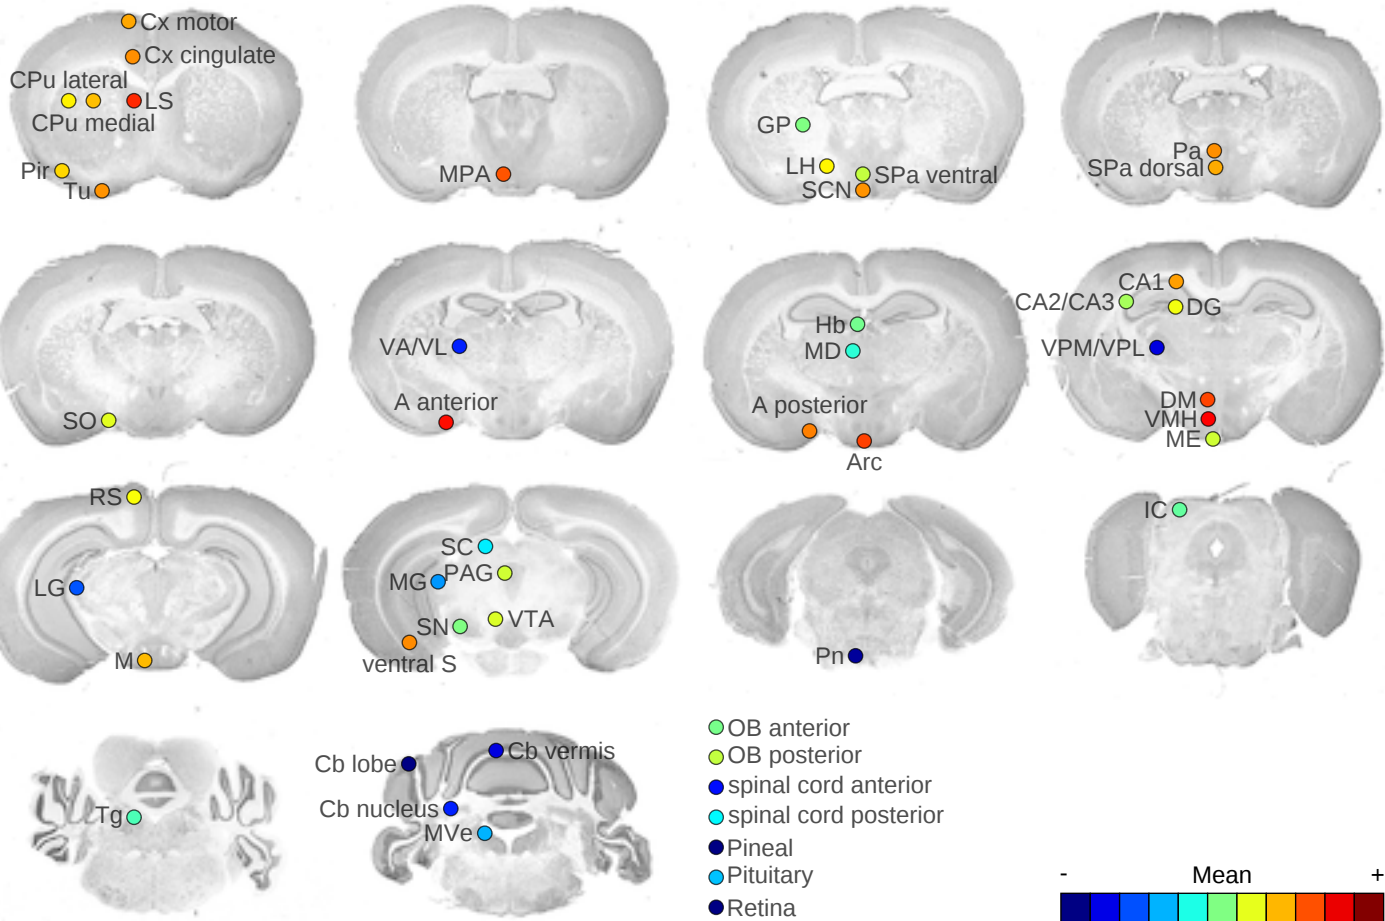 Cx motor
Cx cingulate
CPu lateral
LS
CPu medial
Pir
Tu
MPA
GP
LH
SPa ventral
SCN
Pa
SPa dorsal
SO
VA/VL
A anterior
Hb
MD
A posterior
Arc
CA1
CA2/CA3
DG
VPM/VPL
DM
VMH
ME
RS
LG
M
SC
MG
PAG
SN
VTA
ventral S
Pn
IC
Tg
Cb lobe
Cb vermis
Cb nucleus
MVe
OB anterior
OB posterior
spinal cord anterior
spinal cord posterior
Pineal
Pituitary
Retina
- Mean +